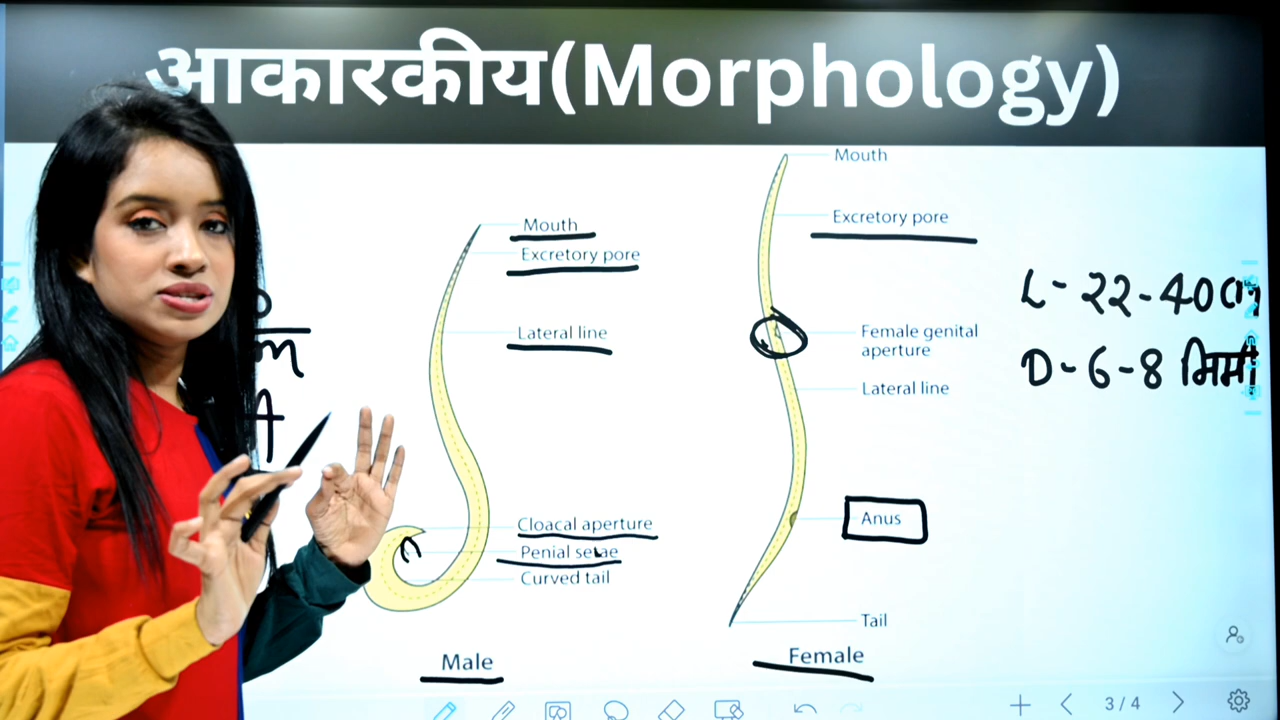 आकारकीय(Morphology)
Mouth
Excretory pore
Lateral line
Cloacal aperture
Penial setae
Curved tail
Male
Mouth
Excretory pore
Female genital
aperture
Lateral line
Anus
Tail
Female
L - 22-40 cm
D - 6-8 मिमी
3/4